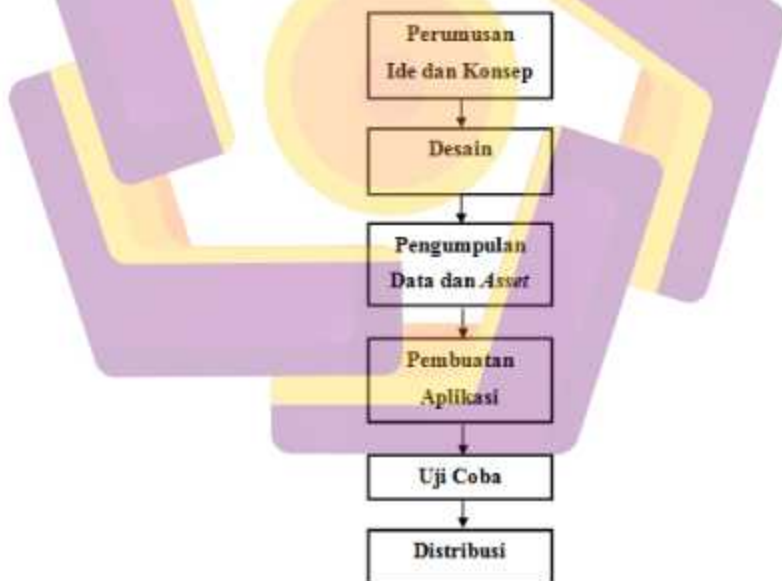 Perumusan
Ide dan Konsep
Desain
Pengumpulan
Data dan Asset
Pembuatan
Aplikasi
Uji Coba
Distribusi